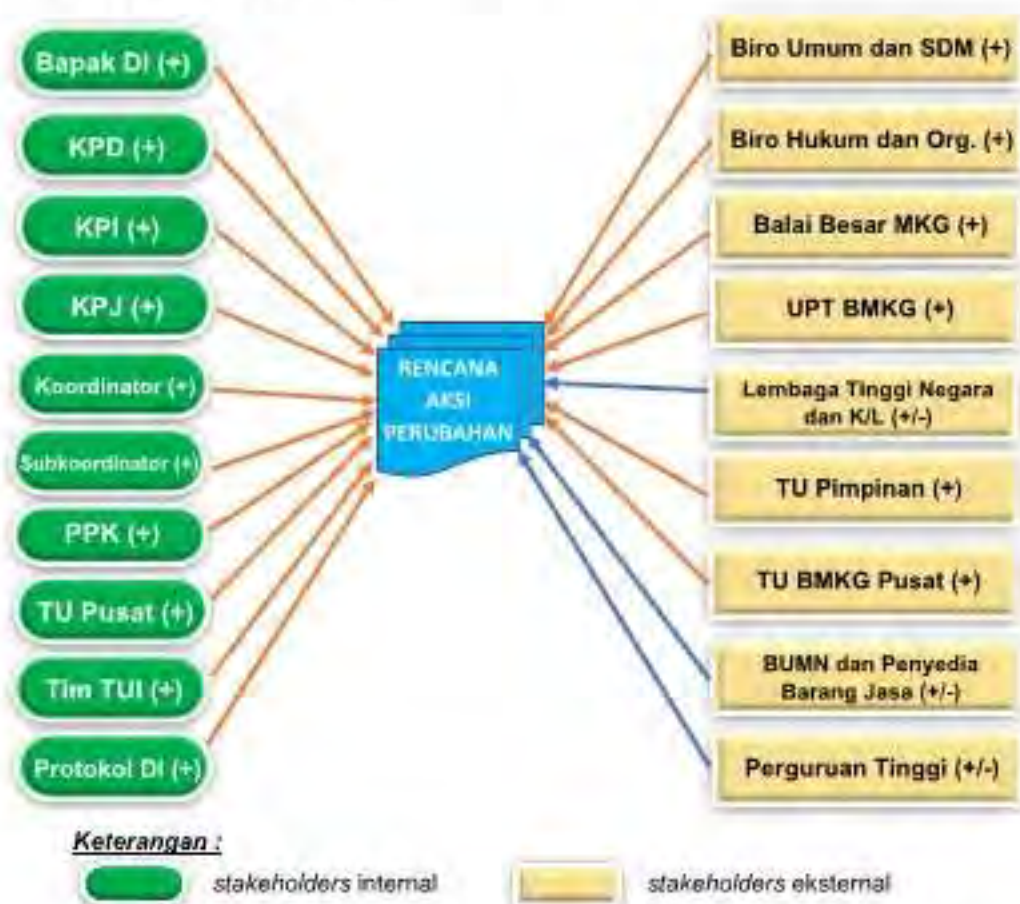 Bapak DI (+)
KPD (+)
KPI (+)
KPJ (+)
Koordinator (+)
Subkoordinator (+)
PPK (+)
TU Pusat (+)
Tim TUI (+)
Protokol DI (+)
RENCANA
AKSI
PERUBAHAN
Biro Umum dan SDM (+)
Biro Hukum dan Org. (+)
Balai Besar MKG (+)
UPT BMKG (+)
Lembaga Tinggi Negara
dan K/L (+/-)
TU Pimpinan (+)
TU BMKG Pusat (+)
BUMN dan Penyedia
Barang Jasa (+/-)
Perguruan Tinggi (+/-)
Keterangan :
stakeholders internal
stakeholders eksternal